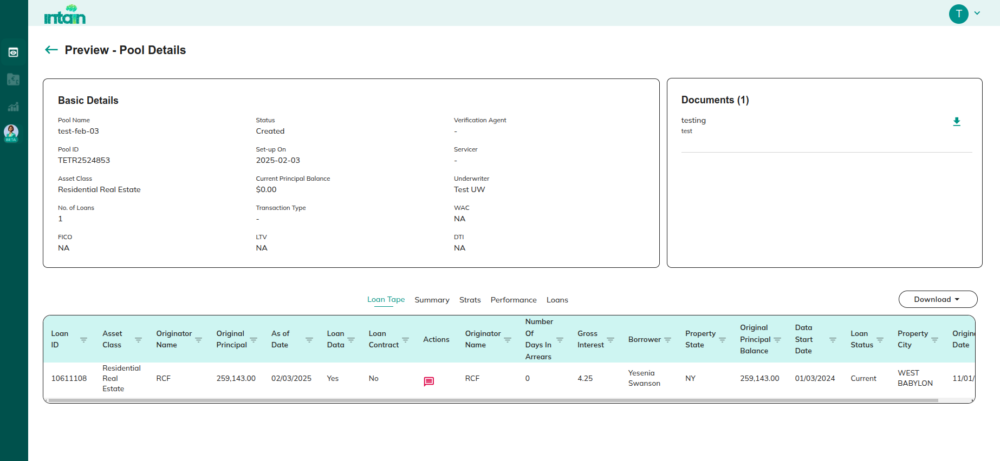 intain
T
Preview - Pool Details
BETA
Basic Details
Pool Name
test-feb-03
Status
Created
Verification Agent
-
Pool ID
TETR2524853
Set-up On
2025-02-03
Servicer
-
Asset Class
Residential Real Estate
Current Principal Balance
$0.00
Underwriter
Test UW
No. of Loans
1
Transaction Type
-
WAC
NA
FICO
NA
LTV
NA
DTI
NA
Documents (1)
testing
test
Loan Tape
Summary
Strats
Performance
Loans
Download
Loan
ID
Asset
Class
Originator
Name
Original
Principal
As of
Date
Loan
Data
Loan
Contract
Actions
Originator
Name
Number
Of
Days In
Arrears
Gross
Interest
Borrower
Property
State
Original
Principal
Balance
Data
Start
Date
Loan
Status
Property
City
Origin
Date
10611108
Residential
Real
Estate
RCF
259,143.00
02/03/2025
Yes
No
RCF
0
4.25
Yesenia
Swanson
NY
259,143.00
01/03/2024
Current
WEST
BABYLON
11/01/